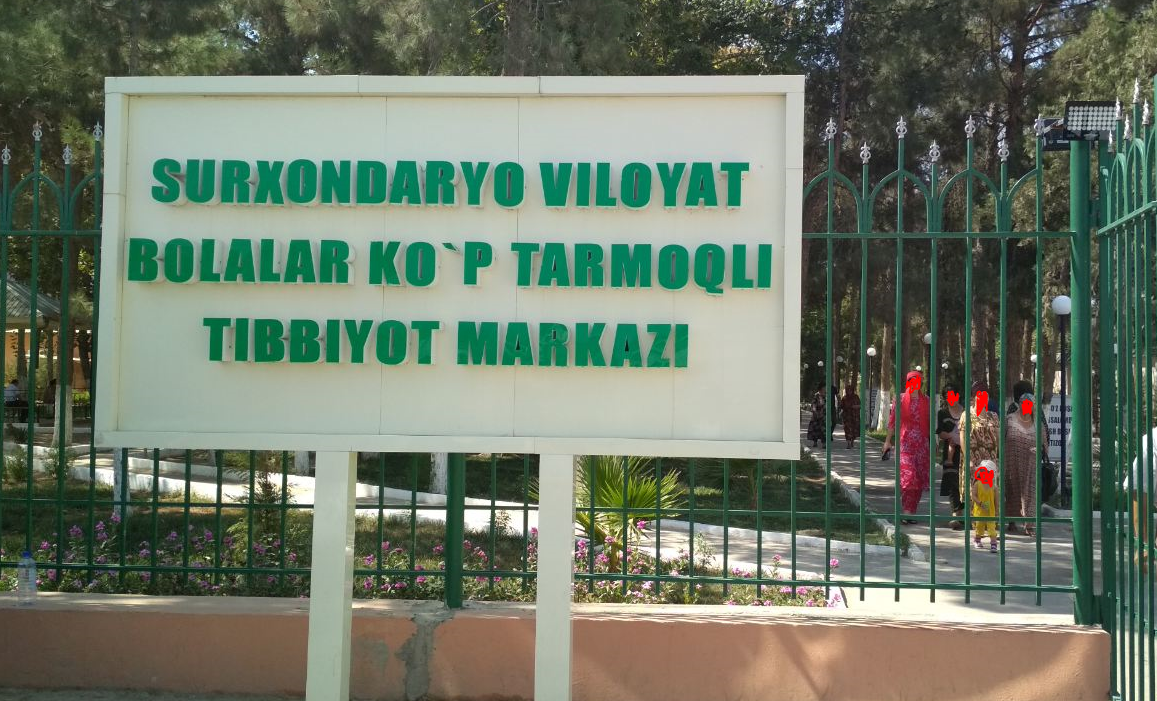 SURXONDARYO VILOYAT
BOLALAR KO`P TARMOQLI
TIBBIYOT MARKAZI